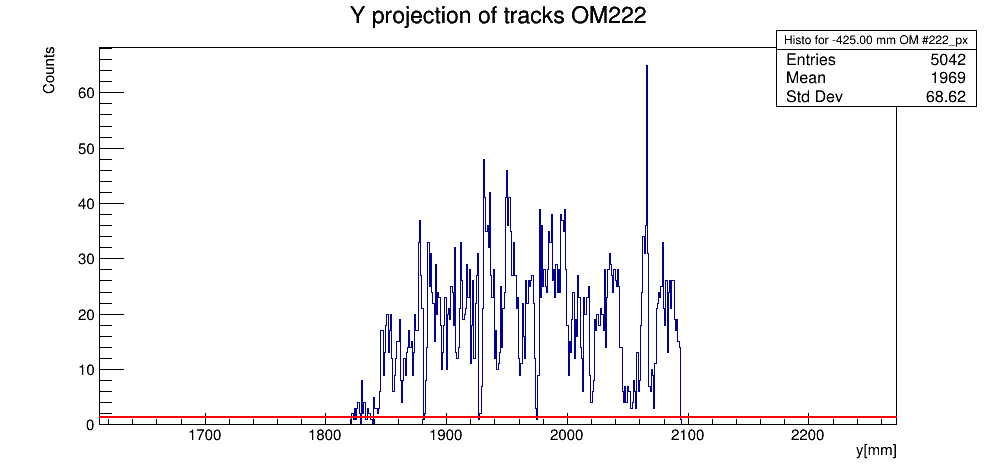 Y projection of tracks OM222
Histo for -425.00 mm OM #222_px
Entries 5042
Mean 1969
Std Dev 68.62
Counts
60
50
40
30
20
10
0
1700 1800 1900 2000 2100 2200
y[mm]